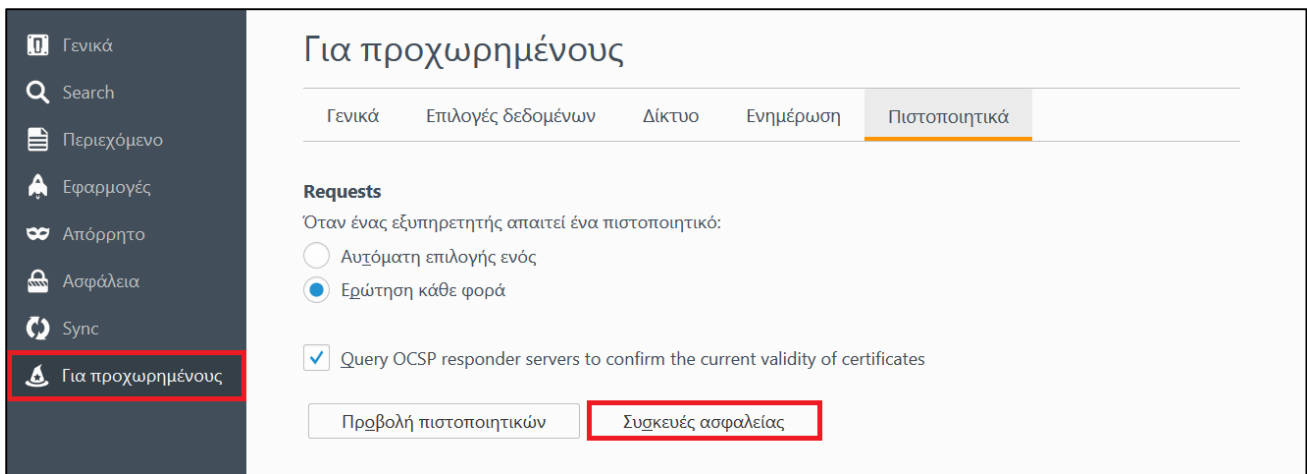 Γενικά
Search
Περιεχόμενο
Εφαρμογές
Απόρρητο
Ασφάλεια
Sync
Για προχωρημένους
Για προχωρημένους
Γενικά Επιλογές δεδομένων Δίκτυο Ενημέρωση Πιστοποιητικά
Requests
Όταν ένας εξυπηρετητής απαιτεί ένα πιστοποιητικό:
Αυτόματη επιλογής ενός
Ερώτηση κάθε φορά
Query OCSP responder servers to confirm the current validity of certificates
Προβολή πιστοποιητικών Συσκευές ασφαλείας